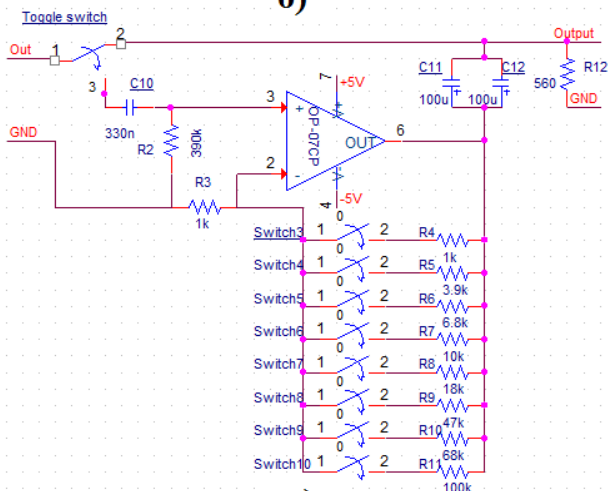 б)
Toggle switch
Out
1
2
3
C10
330n
R2
390k
GND
R3
1k
3
2
+
-
7
+5V
V+
OP-07CP
OUT
6
V-
4
-5V
C11
100u
C12
100u
Output
R12
560
GND
Switch3 1 0 2 R4
1k
Switch4 1 0 2 R5
3.9k
Switch5 1 0 2 R6
6.8k
Switch6 1 0 2 R7
10k
Switch7 1 0 2 R8
18k
Switch8 1 0 2 R9
47k
Switch9 1 0 2 R10
68k
Switch10 1 0 2 R11
100k